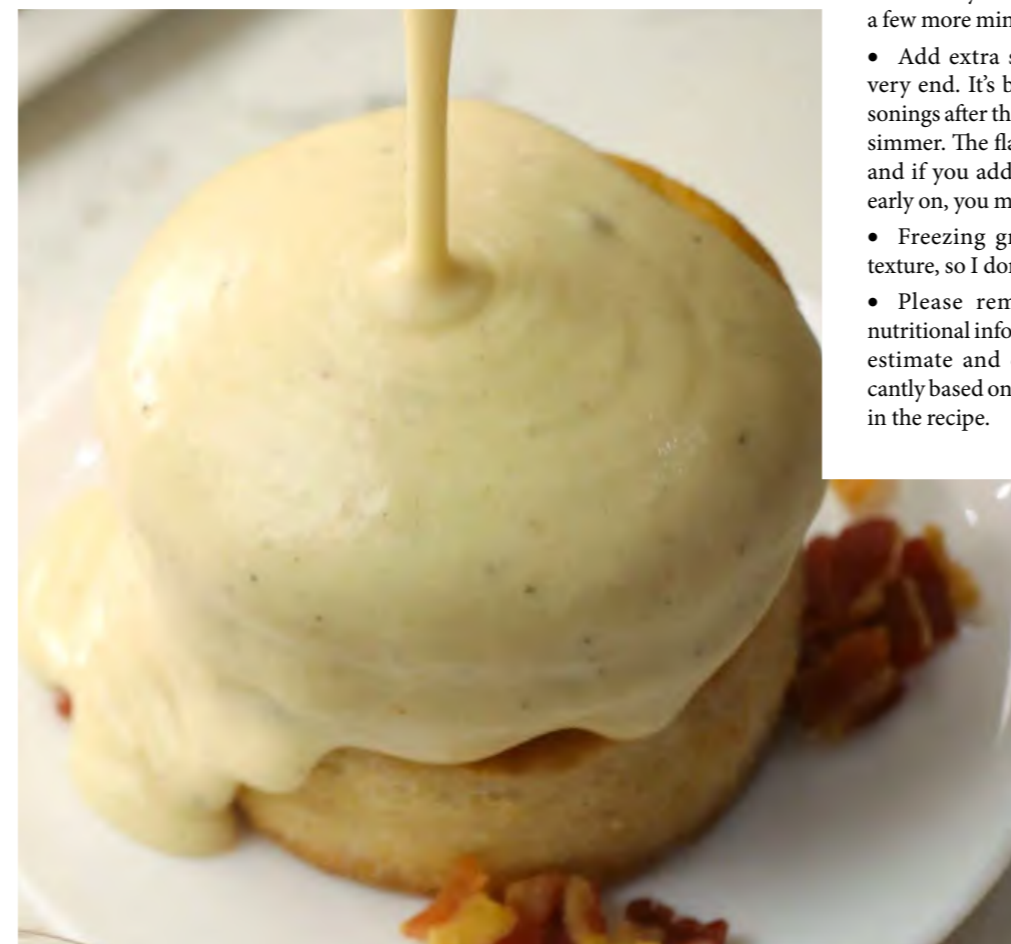 a few more min
• Add extra s
very end. It’s b
sonings after th
simmer. The fla
and if you add
early on, you m
• Freezing gr
texture, so I don
• Please rem
nutritional info
estimate and
cantly based on
in the recipe.